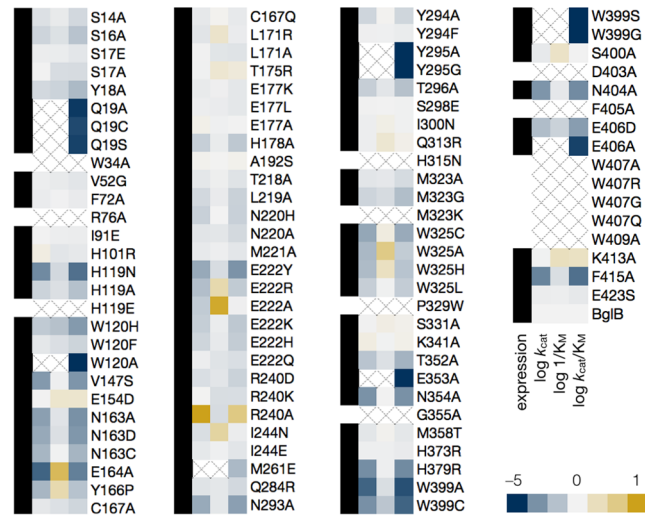 S14A
S16A
S17E
S17A
Y18A
Q19A
Q19C
Q19S
W34A
V52G
F72A
R76A
I91E
H101R
H119N
H119A
H119E
W120H
W120F
W120A
V147S
E154D
N163A
N163D
N163C
E164A
Y166P
C167A
C167Q
L171R
L171A
T175R
E177K
E177L
E177A
H178A
A192S
T218A
L219A
N220H
N220A
M221A
E222Y
E222R
E222A
E222K
E222H
E222Q
R240D
R240K
R240A
I244N
I244E
M261E
Q284R
N293A
Y294A
Y294F
Y295A
Y295G
T296A
S298E
I300N
Q313R
H315N
M323A
M323G
M323K
W325C
W325A
W325H
W325L
P329W
S331A
K341A
T352A
E353A
N354A
G355A
M358T
H373R
H379R
W399A
W399C
W399S
W399G
S400A
D403A
N404A
F405A
E406D
E406A
W407A
W407R
W407G
W407Q
W409A
K413A
F415A
E423S
BglB
expression
log kcat
log 1/KM
log kcat/KM
−5 0 1